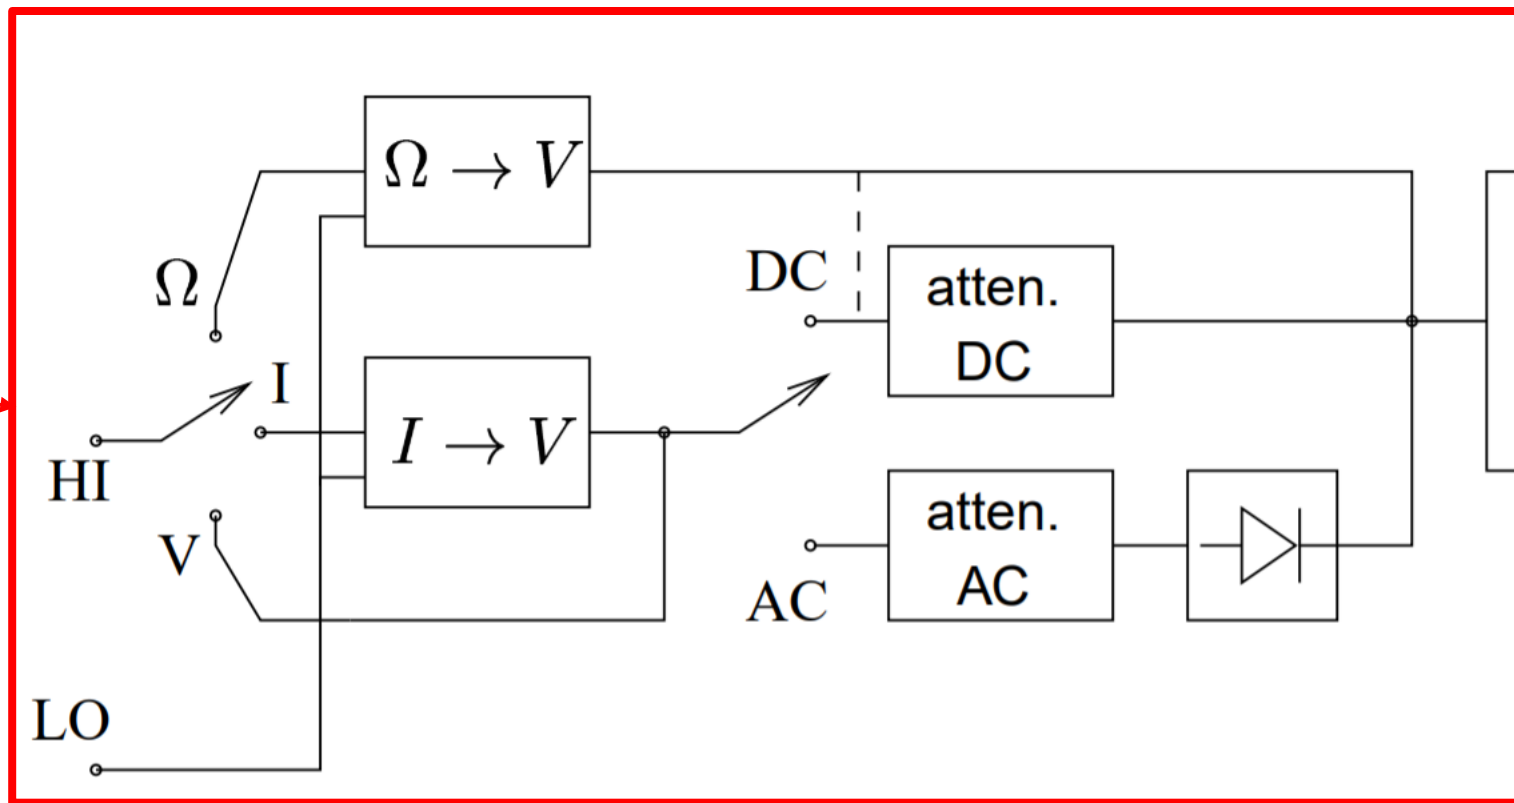 Ω → V
Ω
DC
atten.
DC
I
I → V
HI
V
atten.
AC
AC
LO